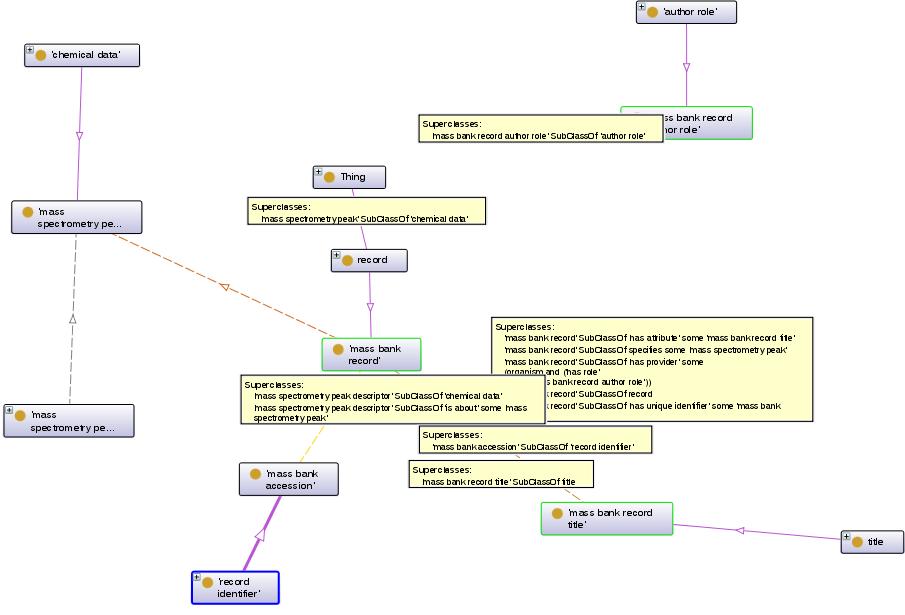 'author role'
'chemical data'
mass bank record
hor role'
Superclasses:
'mass bank record author role' SubClassOf 'author role'
Thing
Superclasses:
'mass spectrometry peak' SubClassOf 'chemical data'
'mass
spectrometry pe...
record
Superclasses:
'mass bank record' SubClassOf 'has attribute' some 'mass bank record title'
'mass bank record' SubClassOf specifies some 'mass spectrometry peak'
'mass bank record' SubClassOf 'has provider' some
(organism and ('has role'
s bank record author role'))
k record' SubClassOf record
k record' SubClassOf 'has unique identifier' some 'mass bank
'mass bank
record'
Superclasses:
'mass spectrometry peak descriptor' SubClassOf 'chemical data'
'mass spectrometry peak descriptor' SubClassOf 'is about' some 'mass
spectrometry peak'
'mass
spectrometry pe...
Superclasses:
'mass bank accession' SubClassOf 'record identifier'
Superclasses:
'mass bank record title' SubClassOf title
'mass bank
accession'
'mass bank record
title'
title
'record
identifier'